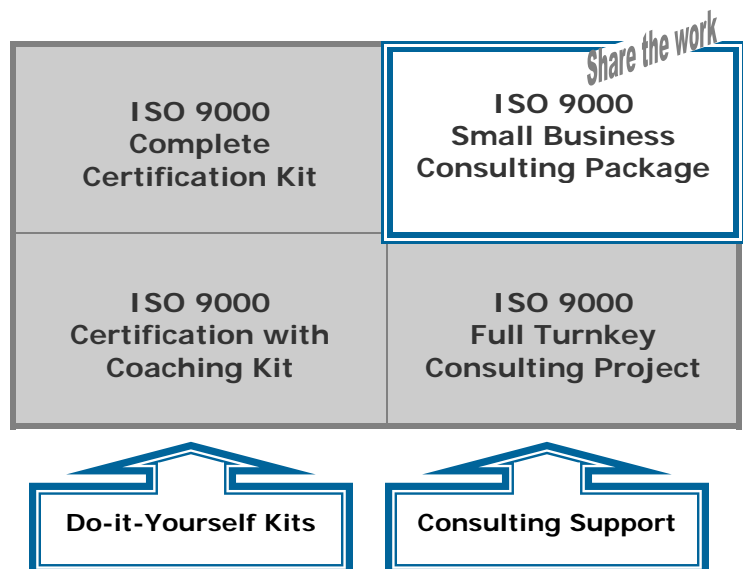 Share the work
ISO 9000
Complete
Certification Kit
ISO 9000
Small Business
Consulting Package
ISO 9000
Certification with
Coaching Kit
ISO 9000
Full Turnkey
Consulting Project
Do-it-Yourself Kits
Consulting Support